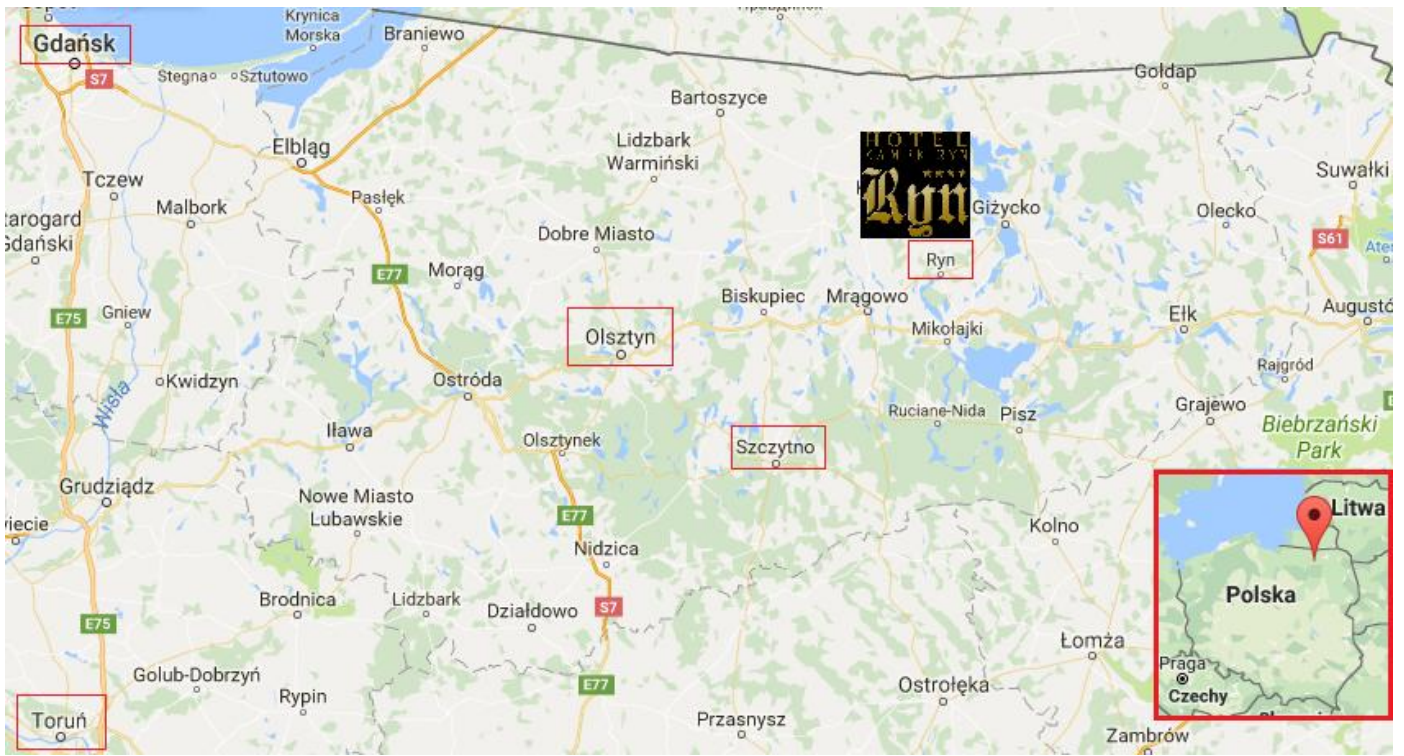 Krynica
Morska
Braniewo
Gdańsk
S7
Stegna
Sztutowo
Gołdap
Bartoszyce
Elbląg
Lidzbark
Warmiński
HOTEL
ZAMEK RYN
Ryn
Suwałki
Tczew
Malbork
Pasłęk
Giżycko
Olecko
tarogard
Gdański
Dobre Miasto
S61
Ryn
E77
Morąg
Biskupiec
Mrągowo
E75
Gniew
Olsztyn
Mikołajki
Ełk
Augustó
Kwidzyn
Wisła
Ostróda
Rajgród
Iława
Olsztynek
Szczytno
Ruciane-Nida
Pisz
Grajewo
Biebrzański
Park
Grudziądz
Nowe Miasto
Lubawskie
E77
Kolno
Litwa
wiecie
Nidzica
Polska
Brodnica
Lidzbark
Działdowo
S7
E75
Łomża
Golub-Dobrzyń
Rypin
E77
Ostrołęka
Praga
Czechy
Toruń
Przasnysz
Zambrów